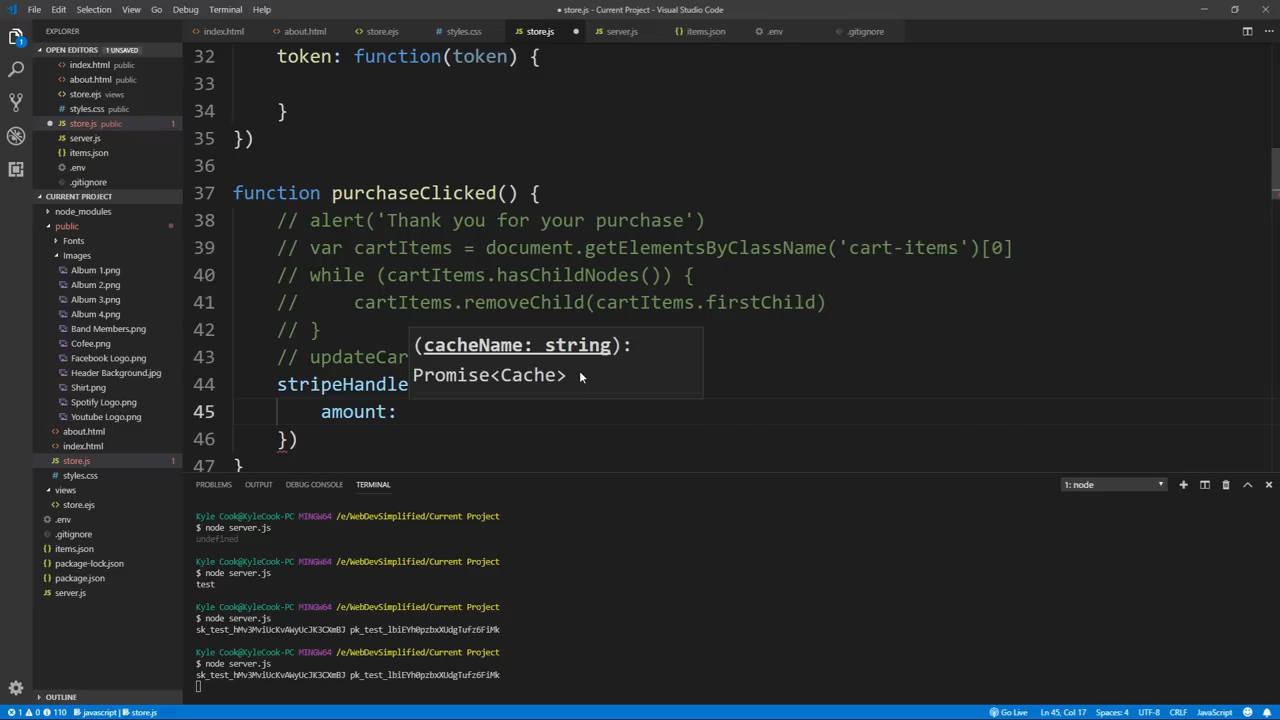 File Edit Selection View Go Debug Terminal Help
● store.js - Current Project - Visual Studio Code
EXPLORER
index.html about.html store.ejs styles.css store.js server.js items.json .env .gitignore
OPEN EDITORS 1 UNSAVED
index.html public
about.html public
store.ejs views
styles.css public
store.js public 1
server.js
items.json
.env
.gitignore
CURRENT PROJECT
node_modules
public
Fonts
Images
Album 1.png
Album 2.png
Album 3.png
Album 4.png
Band Members.png
Cofee.png
Facebook Logo.png
Header Background.jpg
Shirt.png
Spotify Logo.png
Youtube Logo.png
about.html
index.html
store.js 1
styles.css
views
store.ejs
.env
.gitignore
items.json
package-lock.json
package.json
server.js
OUTLINE
32 token: function(token) {
33
34 }
35 })
36
37 function purchaseClicked() {
38 // alert('Thank you for your purchase')
39 // var cartItems = document.getElementsByClassName('cart-items')[0]
40 // while (cartItems.hasChildNodes()) {
41 // cartItems.removeChild(cartItems.firstChild)
42 // }
43 // updateCar
44 stripeHandle
45 amount:
46 })
47 }
(cacheName: string):
Promise<Cache>
PROBLEMS OUTPUT DEBUG CONSOLE TERMINAL 1: node
Kyle Cook@KyleCook-PC MINGW64 /e/WebDevSimplified/Current Project
$ node server.js
undefined
Kyle Cook@KyleCook-PC MINGW64 /e/WebDevSimplified/Current Project
$ node server.js
test
Kyle Cook@KyleCook-PC MINGW64 /e/WebDevSimplified/Current Project
$ node server.js
Kyle Cook@KyleCook-PC MINGW64 /e/WebDevSimplified/Current Project
$ node server.js
1 0 110 javascript | store.js Go Live Ln 45, Col 17 Spaces: 4 UTF-8 CRLF JavaScript